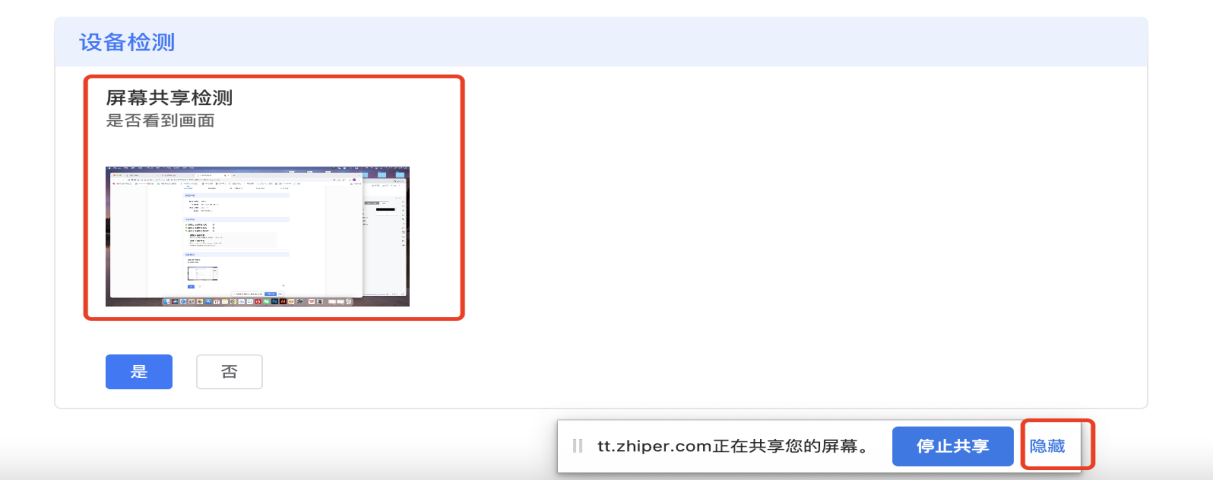 设备检测
屏幕共享检测
是否看到画面
是 否
tt.zhiper.com正在共享您的屏幕。 停止共享 隐藏